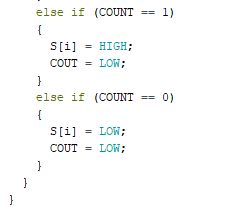 else if (COUNT == 1)
{
S[i] = HIGH;
COUT = LOW;
}
else if (COUNT == 0)
{
S[i] = LOW;
COUT = LOW;
}
}
}